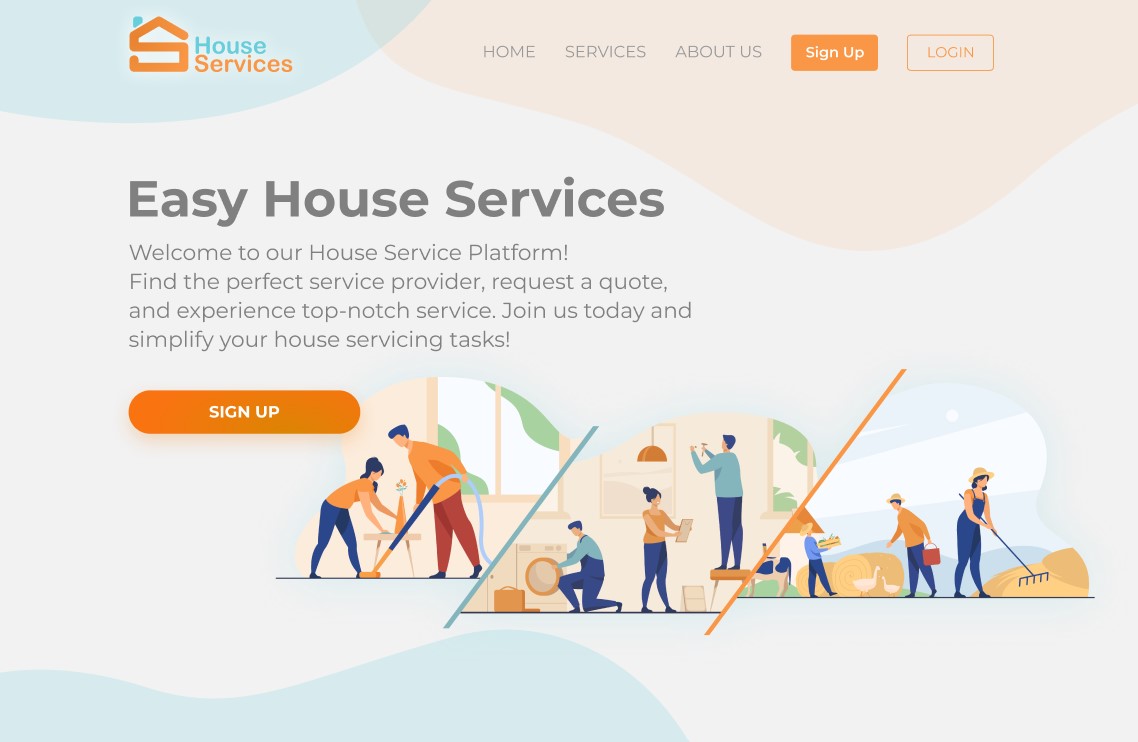 House
Services
HOME SERVICES ABOUT US Sign Up LOGIN
Easy House Services
Welcome to our House Service Platform!
Find the perfect service provider, request a quote,
and experience top-notch service. Join us today and
simplify your house servicing tasks!
SIGN UP